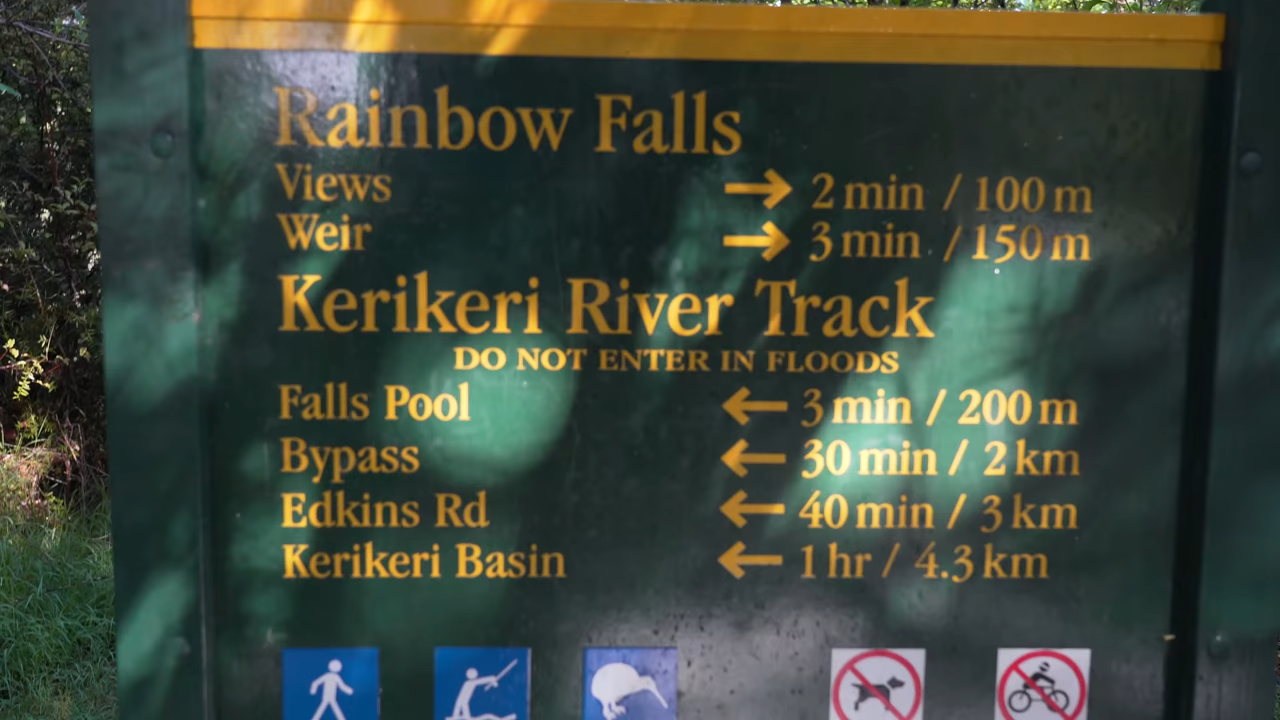 Rainbow Falls
Views → 2 min / 100 m
Weir → 3 min / 150 m
Kerikeri River Track
DO NOT ENTER IN FLOODS
Falls Pool ← 3 min / 200 m
Bypass ← 30 min / 2 km
Edkins Rd ← 40 min / 3 km
Kerikeri Basin ← 1 hr / 4.3 km